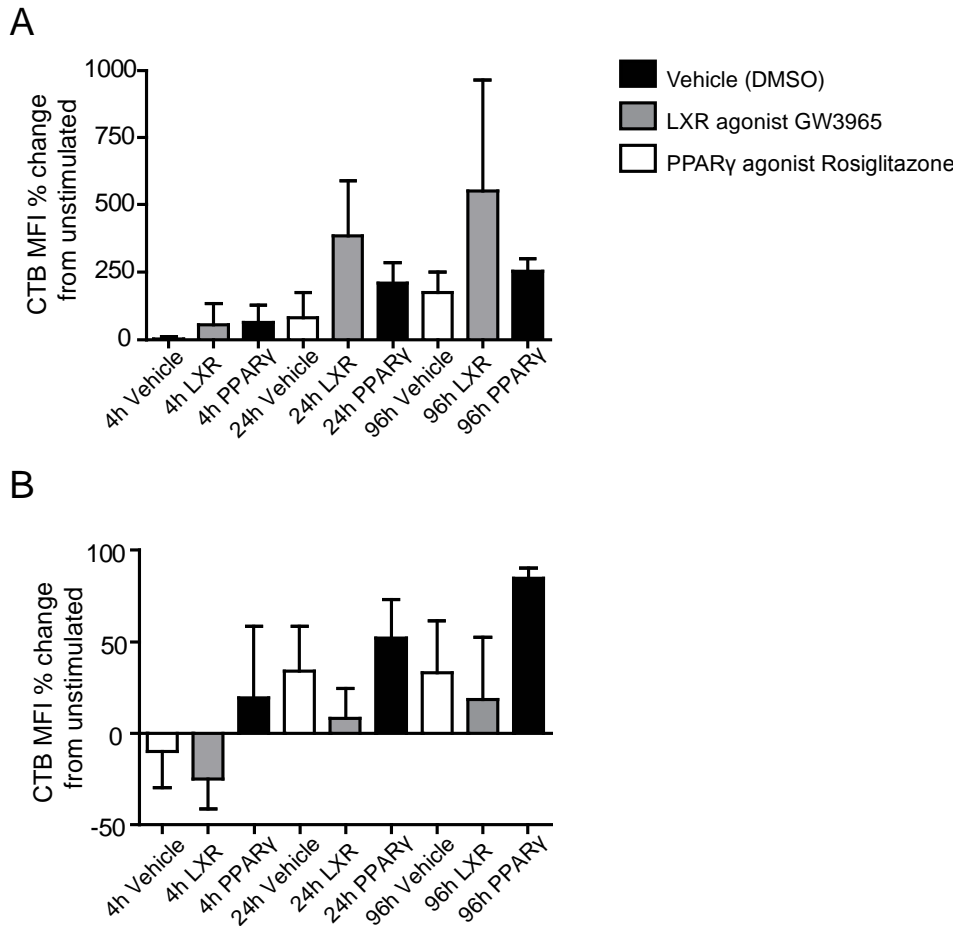 A
1000
750
500
250
0
CTB MFI % change
from unstimulated
4h Vehicle
4h LXR
4h PPARγ
24h Vehicle
24h LXR
24h PPARγ
96h Vehicle
96h LXR
96h PPARγ
Vehicle (DMSO)
LXR agonist GW3965
PPARγ agonist Rosiglitazone
B
100
50
0
-50
CTB MFI % change
from unstimulated
4h Vehicle
4h LXR
4h PPARγ
24h Vehicle
24h LXR
24h PPARγ
96h Vehicle
96h LXR
96h PPARγ